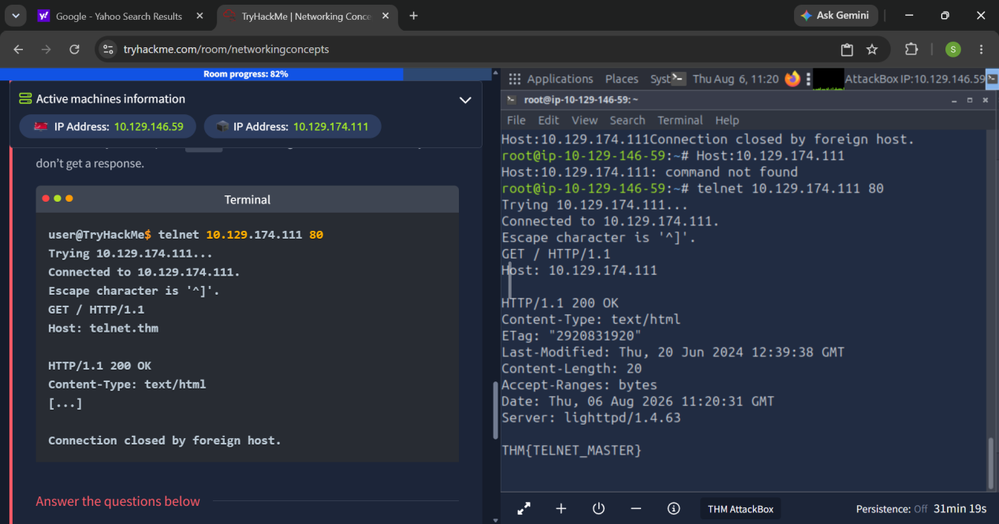 Google - Yahoo Search Results
TryHackMe | Networking Conce
Ask Gemini
tryhackme.com/room/networkingconcepts
S
Room progress: 82%
Active machines information
IP Address: 10.129.146.59
IP Address: 10.129.174.111
don't get a response.
Terminal
user@TryHackMe$ telnet 10.129.174.111 80
Trying 10.129.174.111...
Connected to 10.129.174.111.
Escape character is '^]'.
GET / HTTP/1.1
Host: telnet.thm
HTTP/1.1 200 OK
Content-Type: text/html
[...]
Connection closed by foreign host.
Answer the questions below
Applications Places Syst Thu Aug 6, 11:20 AttackBox IP:10.129.146.59
root@ip-10-129-146-59: ~
File Edit View Search Terminal Help
Host:10.129.174.111Connection closed by foreign host.
root@ip-10-129-146-59:~# Host:10.129.174.111
Host:10.129.174.111: command not found
root@ip-10-129-146-59:~# telnet 10.129.174.111 80
Trying 10.129.174.111...
Connected to 10.129.174.111.
Escape character is '^]'.
GET / HTTP/1.1
Host: 10.129.174.111
HTTP/1.1 200 OK
Content-Type: text/html
ETag: "2920831920"
Last-Modified: Thu, 20 Jun 2024 12:39:38 GMT
Content-Length: 20
Accept-Ranges: bytes
Date: Thu, 06 Aug 2026 11:20:31 GMT
Server: lighttpd/1.4.63
THM{TELNET_MASTER}
THM AttackBox
Persistence: Off 31min 19s